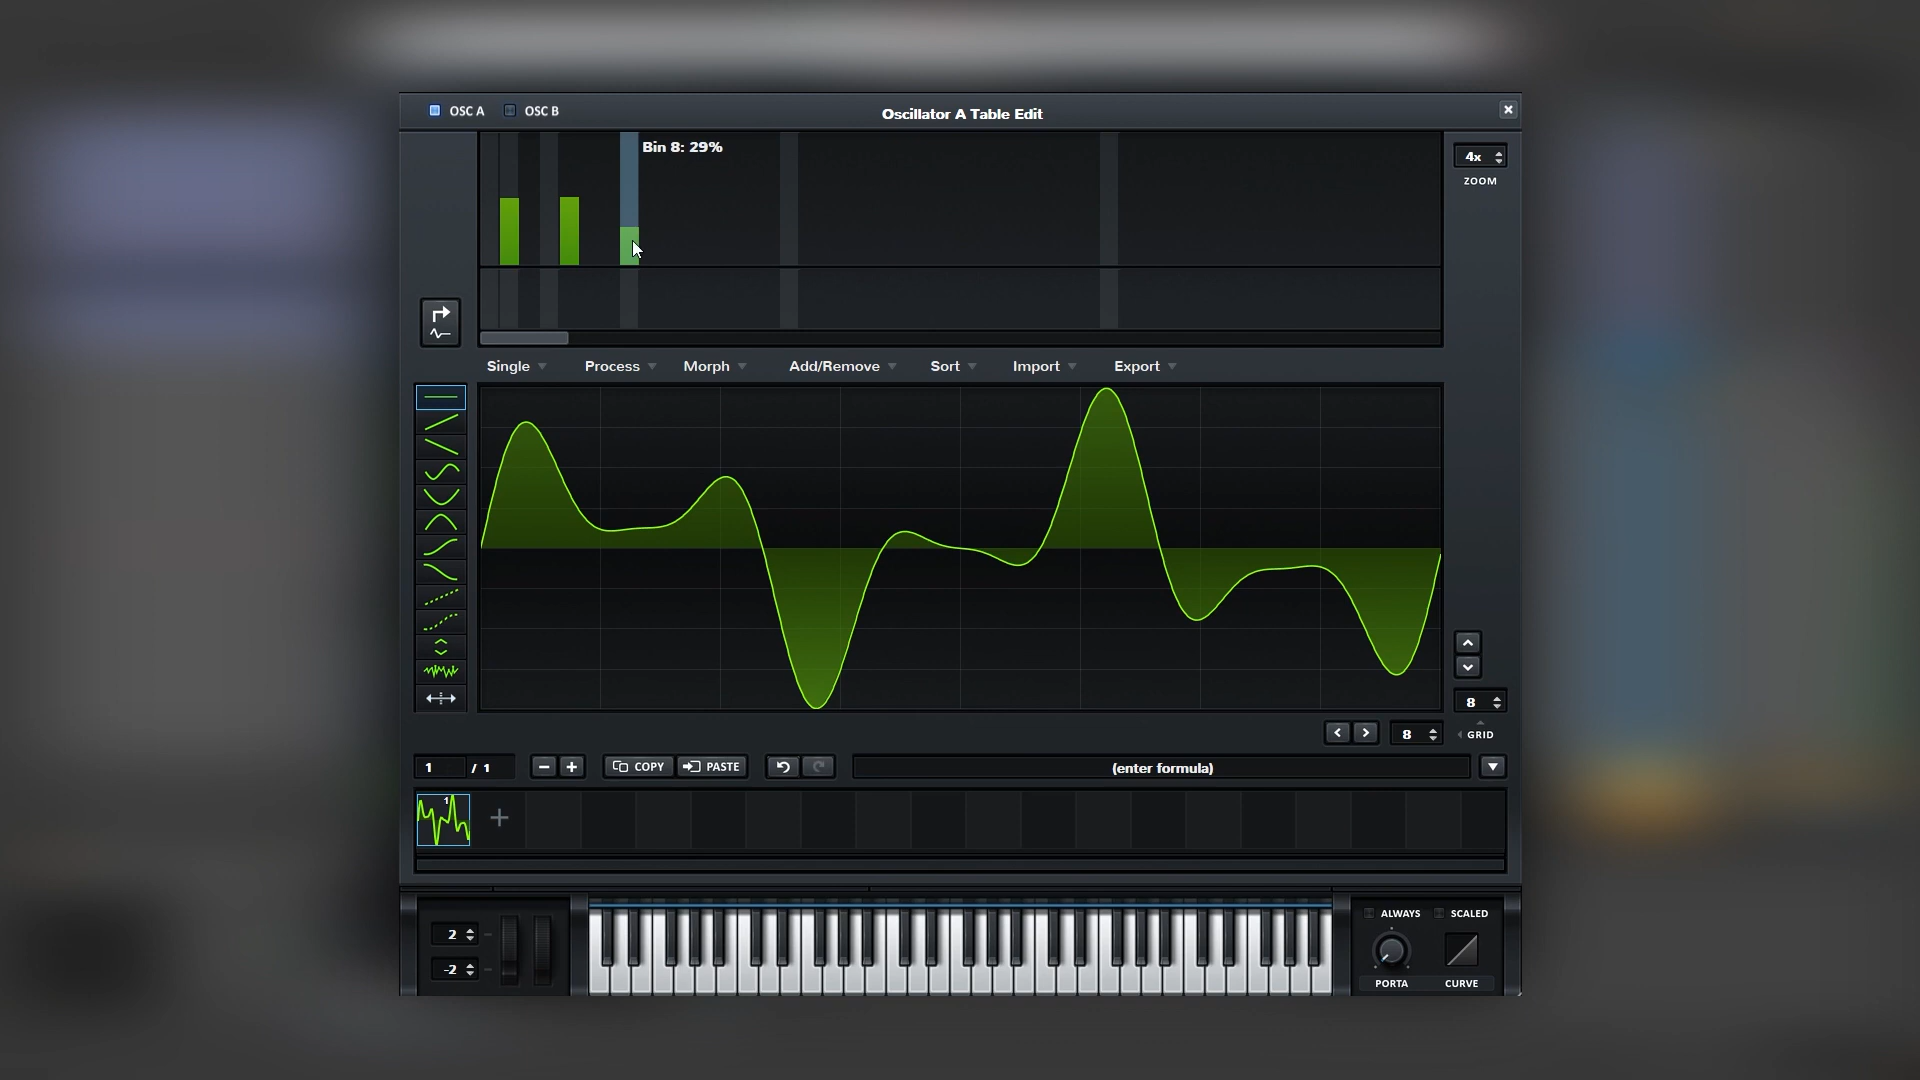 OSC A OSC B Oscillator A Table Edit
Bin 8: 29%
4x
ZOOM
Single Process Morph Add/Remove Sort Import Export
8
8 GRID
1 / 1 COPY PASTE (enter formula)
1
2 ALWAYS SCALED
-2
PORTA CURVE